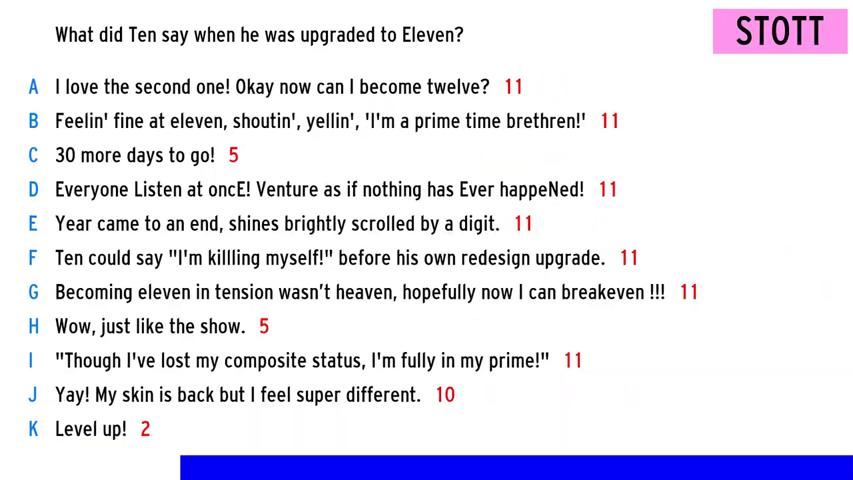 What did Ten say when he was upgraded to Eleven?
STOTT
A I love the second one! Okay now can I become twelve? 11
B Feelin' fine at eleven, shoutin', yellin', 'I'm a prime time brethren!' 11
C 30 more days to go! 5
D Everyone Listen at oncE! Venture as if nothing has Ever happeNed! 11
E Year came to an end, shines brightly scrolled by a digit. 11
F Ten could say "I'm killling myself!" before his own redesign upgrade. 11
G Becoming eleven in tension wasn't heaven, hopefully now I can breakeven !!! 11
H Wow, just like the show. 5
I "Though I've lost my composite status, I'm fully in my prime!" 11
J Yay! My skin is back but I feel super different. 10
K Level up! 2